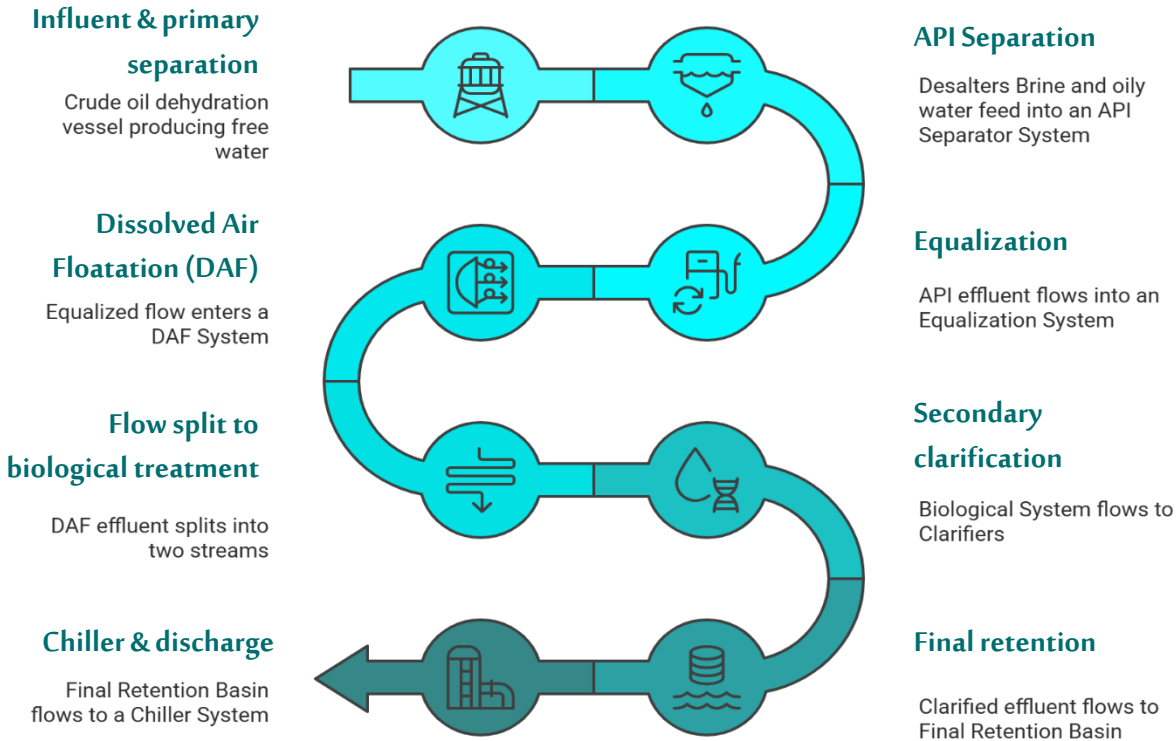 Influent & primary
separation
Crude oil dehydration
vessel producing free
water
API Separation
Desalters Brine and oily
water feed into an API
Separator System
Equalization
API effluent flows into an
Equalization System
Dissolved Air
Floatation (DAF)
Equalized flow enters a
DAF System
Flow split to
biological treatment
DAF effluent splits into
two streams
Secondary
clarification
Biological System flows to
Clarifiers
Final retention
Clarified effluent flows to
Final Retention Basin
Chiller & discharge
Final Retention Basin
flows to a Chiller System